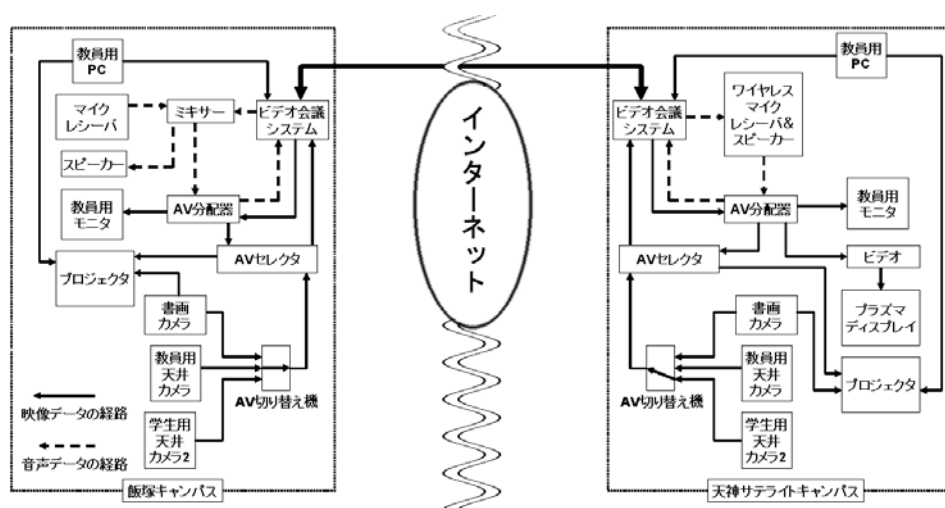 教員用
PC
マイク
レシーバ
ミキサー
ビデオ会議
システム
スピーカー
教員用
モニタ
AV分配器
AVセレクタ
プロジェクタ
書画
カメラ
教員用
天井
カメラ
学生用
天井
カメラ2
AV切り替え機
映像データの経路
音声データの経路
飯塚キャンパス
インターネット
教員用
PC
ビデオ会議
システム
ワイヤレス
マイク
レシーバ&
スピーカー
AV分配器
教員用
モニタ
AVセレクタ
ビデオ
プラズマ
ディスプレイ
書画
カメラ
教員用
天井
カメラ
プロジェクタ
AV切り替え機
学生用
天井
カメラ2
天神サテライトキャンパス